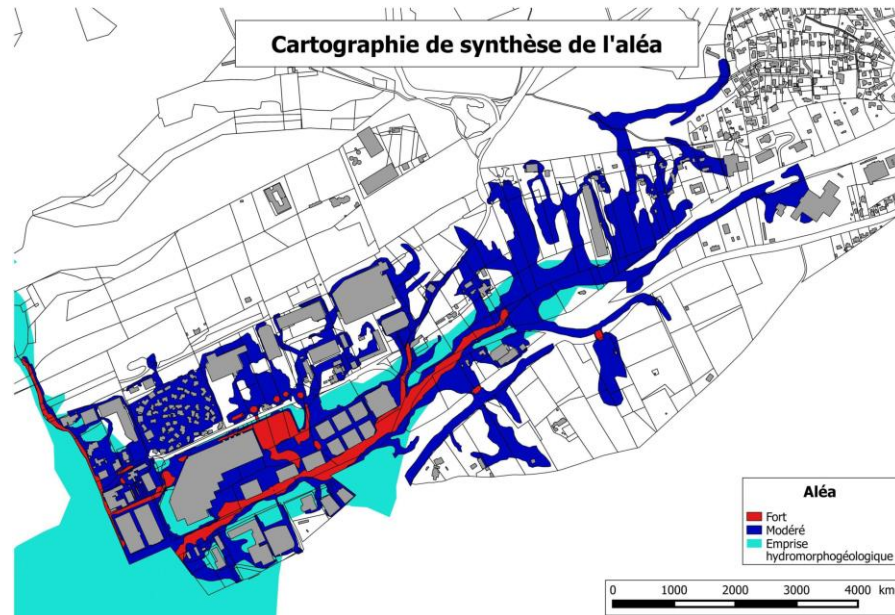 Cartographie de synthèse de l'aléa
Aléa
Fort
Modéré
Emprise
hydromorphogéologique
0 1000 2000 3000 4000 km